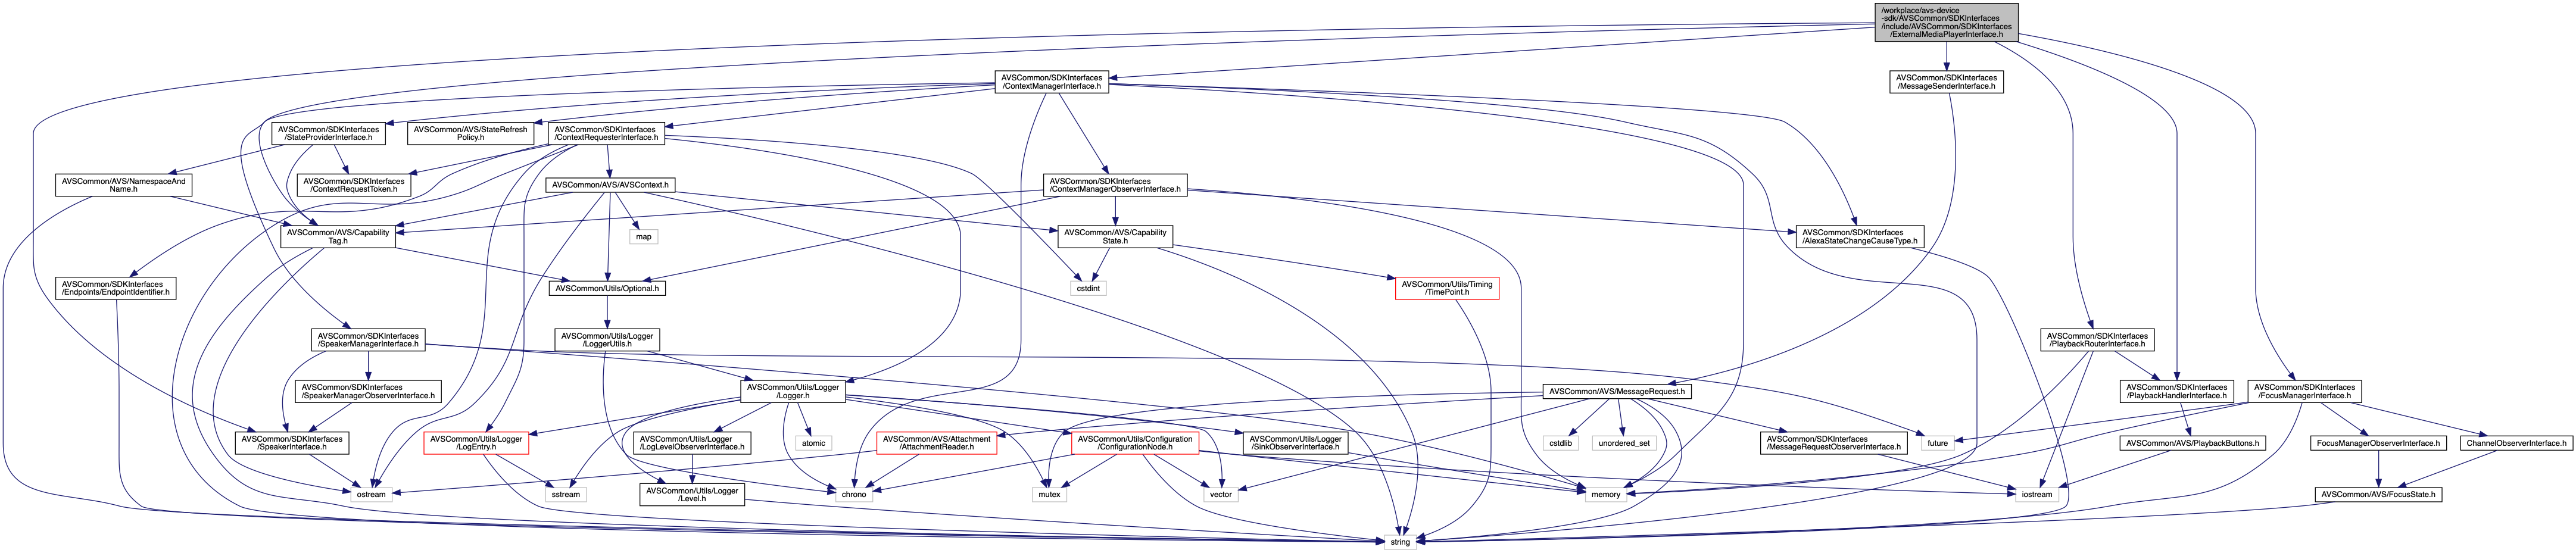 /workplace/avs-device
-sdk/AVSCommon/SDKInterfaces
/include/AVSCommon/SDKInterfaces
/ExternalMediaPlayerInterface.h
AVSCommon/SDKInterfaces
/ContextManagerInterface.h
AVSCommon/SDKInterfaces
/MessageSenderInterface.h
AVSCommon/SDKInterfaces
/StateProviderInterface.h
AVSCommon/AVS/StateRefresh
Policy.h
AVSCommon/SDKInterfaces
/ContextRequesterInterface.h
AVSCommon/AVS/NamespaceAnd
Name.h
AVSCommon/SDKInterfaces
/ContextRequestToken.h
AVSCommon/AVS/AVSContext.h
AVSCommon/SDKInterfaces
/ContextManagerObserverInterface.h
AVSCommon/AVS/Capability
Tag.h
map
AVSCommon/AVS/Capability
State.h
AVSCommon/SDKInterfaces
/AlexaStateChangeCauseType.h
AVSCommon/SDKInterfaces
/Endpoints/EndpointIdentifier.h
AVSCommon/Utils/Optional.h
cstdint
AVSCommon/Utils/Timing
/TimePoint.h
AVSCommon/SDKInterfaces
/SpeakerManagerInterface.h
AVSCommon/Utils/Logger
/LoggerUtils.h
AVSCommon/SDKInterfaces
/PlaybackRouterInterface.h
AVSCommon/SDKInterfaces
/SpeakerManagerObserverInterface.h
AVSCommon/Utils/Logger
/Logger.h
AVSCommon/AVS/MessageRequest.h
AVSCommon/SDKInterfaces
/PlaybackHandlerInterface.h
AVSCommon/SDKInterfaces
/FocusManagerInterface.h
AVSCommon/SDKInterfaces
/SpeakerInterface.h
AVSCommon/Utils/Logger
/LogEntry.h
AVSCommon/Utils/Logger
/LogLevelObserverInterface.h
atomic
AVSCommon/AVS/Attachment
/AttachmentReader.h
AVSCommon/Utils/Configuration
/ConfigurationNode.h
AVSCommon/Utils/Logger
/SinkObserverInterface.h
cstdlib
unordered_set
AVSCommon/SDKInterfaces
/MessageRequestObserverInterface.h
future
AVSCommon/AVS/PlaybackButtons.h
FocusManagerObserverInterface.h
ChannelObserverInterface.h
ostream
sstream
AVSCommon/Utils/Logger
/Level.h
chrono
mutex
vector
memory
iostream
AVSCommon/AVS/FocusState.h
string